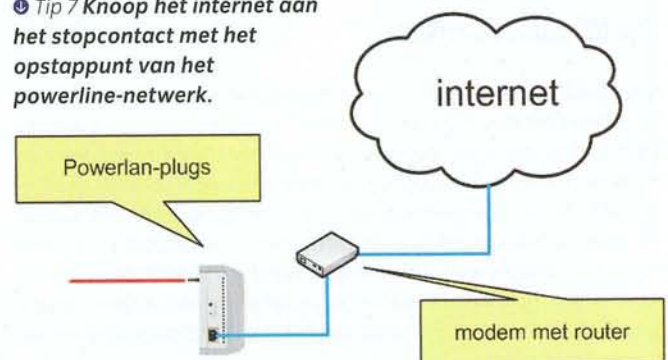 Tip 7 Knoop het internet aan
het stopcontact met het
opstappunt van het
powerline-netwerk.
internet
Powerlan-plugs
modem met router